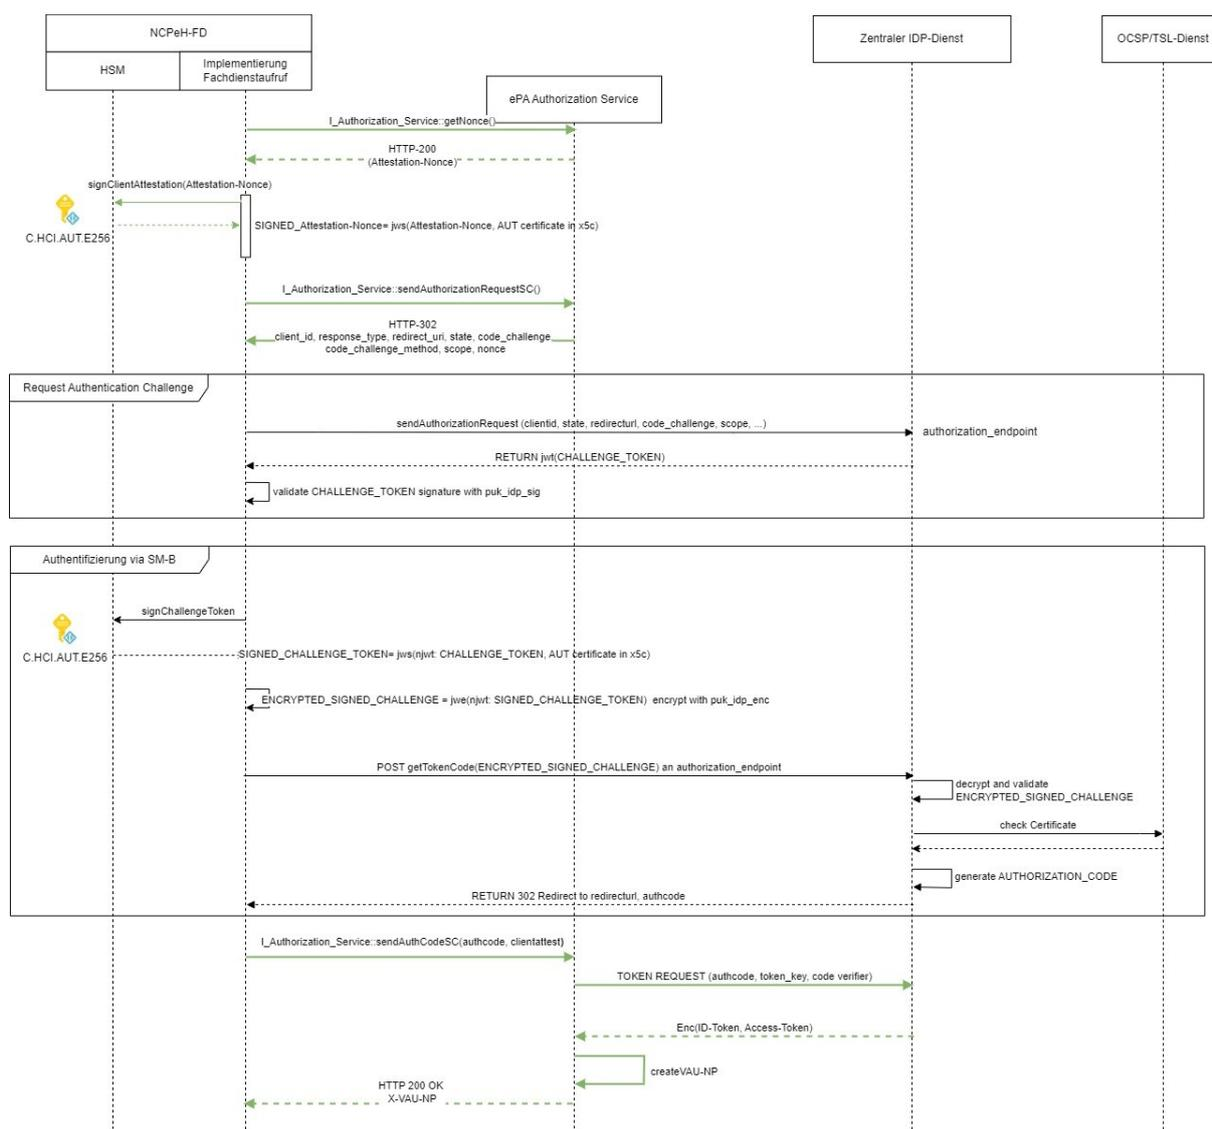 NCPeH-FD
Zentraler IDP-Dienst
OCSP/TSL-Dienst
HSM
Implementierung
Fachdienstaufruf
ePA Authorization Service
I_Authorization_Service::getNonce()
HTTP-200
(Attestation-Nonce)
signClientAttestation(Attestation-Nonce)
SIGNED_Attestation-Nonce= jws(Attestation-Nonce, AUT certificate in x5c)
C.HCI.AUT.E256
I_Authorization_Service::sendAuthorizationRequestSC()
HTTP-302
client_id, response_type, redirect_uri, state, code_challenge
code_challenge_method, scope, nonce
Request Authentication Challenge
sendAuthorizationRequest (clientid, state, redirecturl, code_challenge, scope, ...)
authorization_endpoint
RETURN jwt(CHALLENGE_TOKEN)
validate CHALLENGE_TOKEN signature with puk_idp_sig
Authentifizierung via SM-B
signChallengeToken
C.HCI.AUT.E256
SIGNED_CHALLENGE_TOKEN= jws(njwt: CHALLENGE_TOKEN, AUT certificate in x5c)
ENCRYPTED_SIGNED_CHALLENGE = jwe(njwt: SIGNED_CHALLENGE_TOKEN) encrypt with puk_idp_enc
POST getTokenCode(ENCRYPTED_SIGNED_CHALLENGE) an authorization_endpoint
decrypt and validate
ENCRYPTED_SIGNED_CHALLENGE
check Certificate
generate AUTHORIZATION_CODE
RETURN 302 Redirect to redirecturl, authcode
I_Authorization_Service::sendAuthCodeSC(authcode, clientattest)
TOKEN REQUEST (authcode, token_key, code verifier)
Enc(ID-Token, Access-Token)
createVAU-NP
HTTP 200 OK
X-VAU-NP